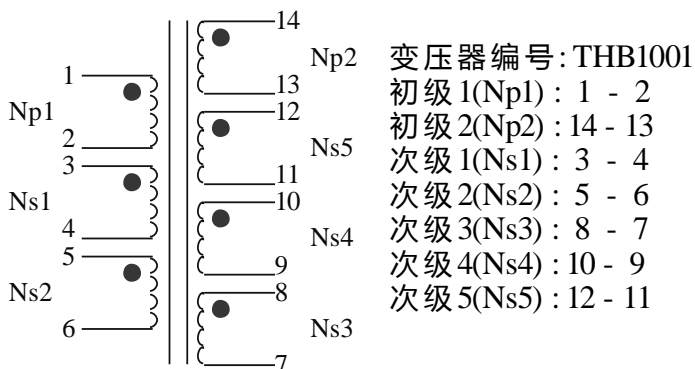 14
Np2
13
1
Np1
2
12
Ns5
11
3
Ns1
4
10
Ns4
9
5
Ns2
6
8
Ns3
7
变压器编号: THB1001
初级1(Np1) : 1 - 2
初级2(Np2) : 14 - 13
次级1(Ns1) : 3 - 4
次级2(Ns2) : 5 - 6
次级3(Ns3) : 8 - 7
次级4(Ns4) : 10 - 9
次级5(Ns5) : 12 - 11